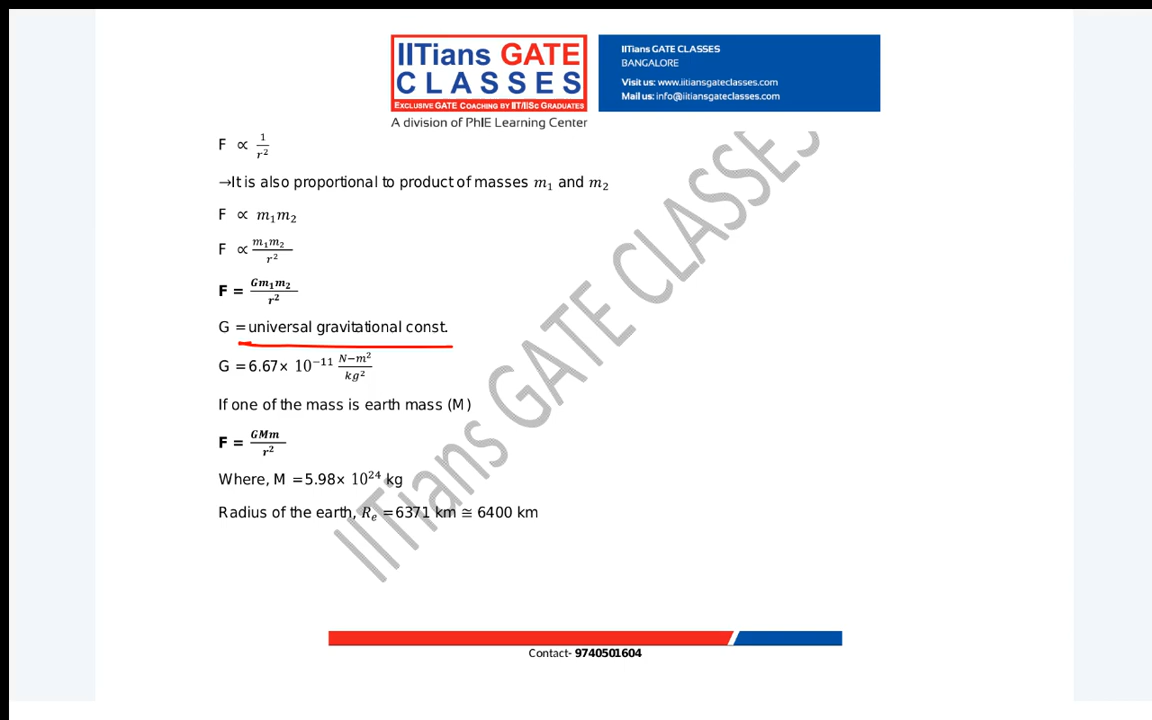 IITians GATE
CLASSES
EXCLUSIVE GATE COACHING BY IIT/IISc GRADUATES
A division of PhIE Learning Center
IITians GATE CLASSES
BANGALORE
Visit us: www.iitiansgateclasses.com
Mail us: info@iitiansgateclasses.com
F ∝ 1/r²
→It is also proportional to product of masses m₁ and m₂
F ∝ m₁m₂
F ∝ m₁m₂/r²
F = Gm₁m₂/r²
G = universal gravitational const.
G = 6.67× 10⁻¹¹ N−m²/kg²
If one of the mass is earth mass (M)
F = GMm/r²
Where, M = 5.98× 10²⁴ kg
Radius of the earth, Rₑ = 6371 km ≅ 6400 km
IITians GATE CLASSES
Contact- 9740501604